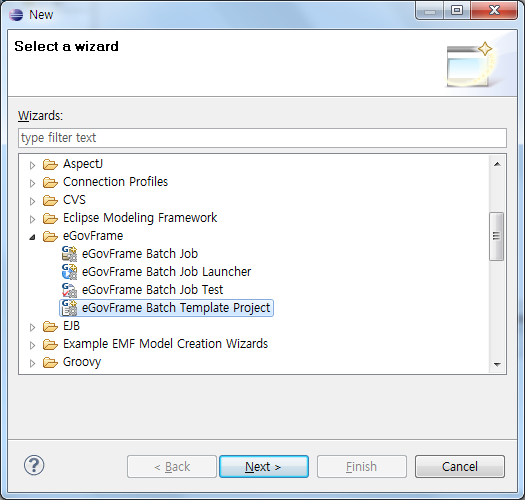 New
Select a wizard
Wizards:
type filter text
AspectJ
Connection Profiles
CVS
Eclipse Modeling Framework
eGovFrame
eGovFrame Batch Job
eGovFrame Batch Job Launcher
eGovFrame Batch Job Test
eGovFrame Batch Template Project
EJB
Example EMF Model Creation Wizards
Groovy
< Back Next > Finish Cancel